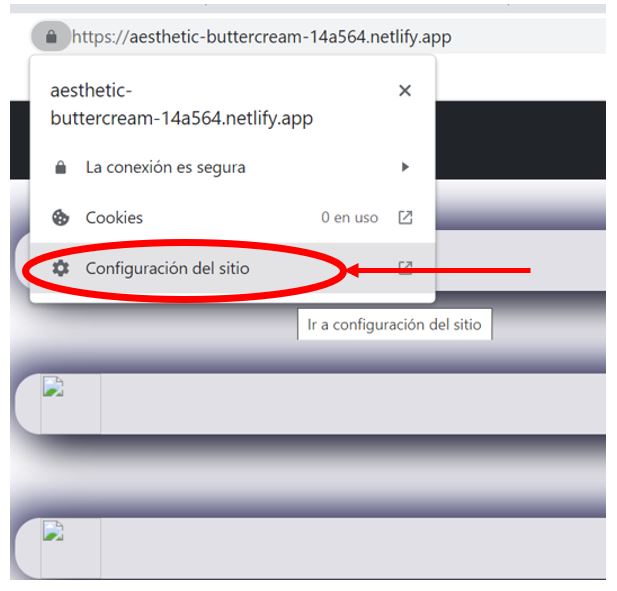 https://aesthetic-buttercream-14a564.netlify.app
aesthetic-
buttercream-14a564.netlify.app
La conexión es segura
Cookies 0 en uso
Configuración del sitio
Ir a configuración del sitio